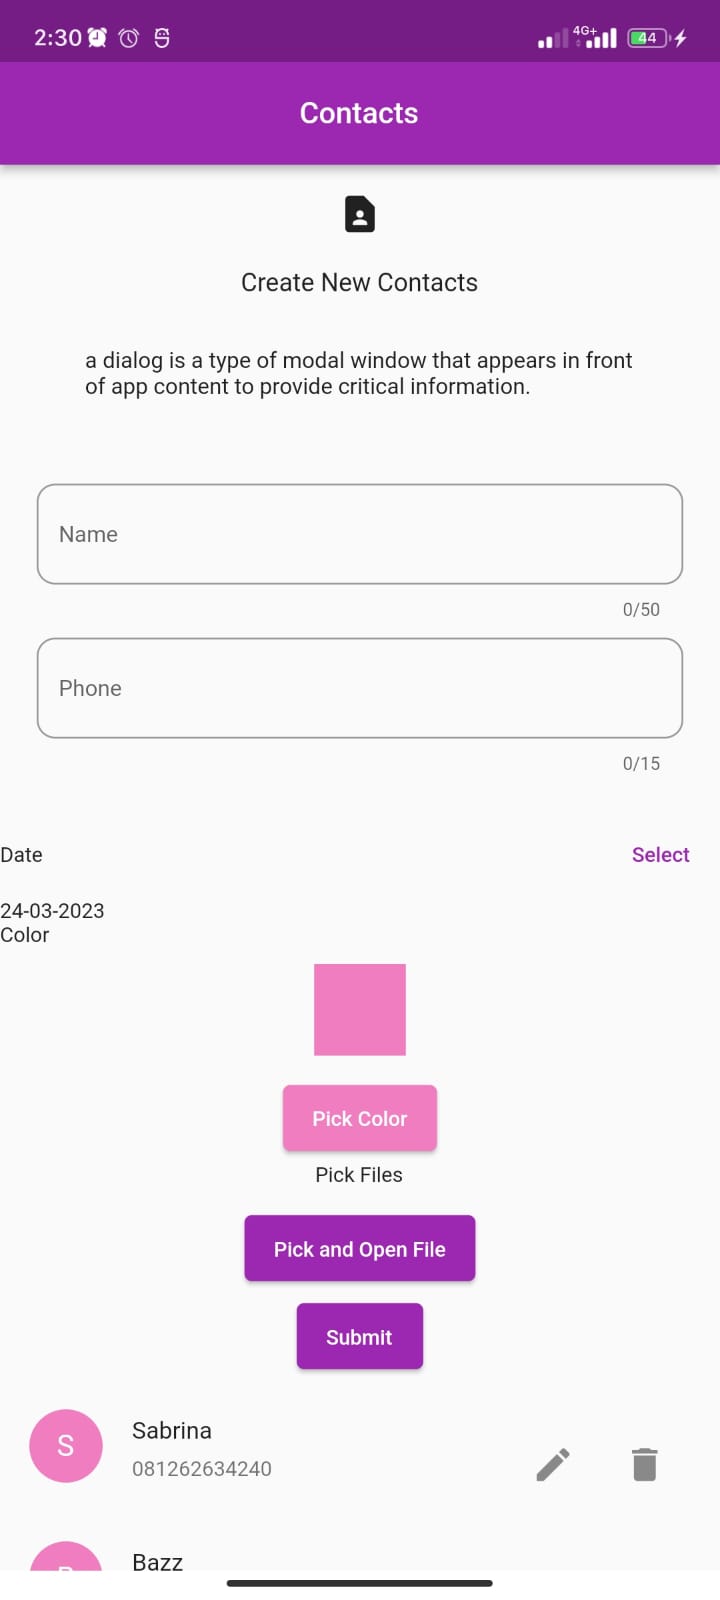 2:30
4G+
44
Contacts
Create New Contacts
a dialog is a type of modal window that appears in front
of app content to provide critical information.
Name
0/50
Phone
0/15
Date Select
24-03-2023
Color
Pick Color
Pick Files
Pick and Open File
Submit
S
Sabrina
081262634240
Bazz